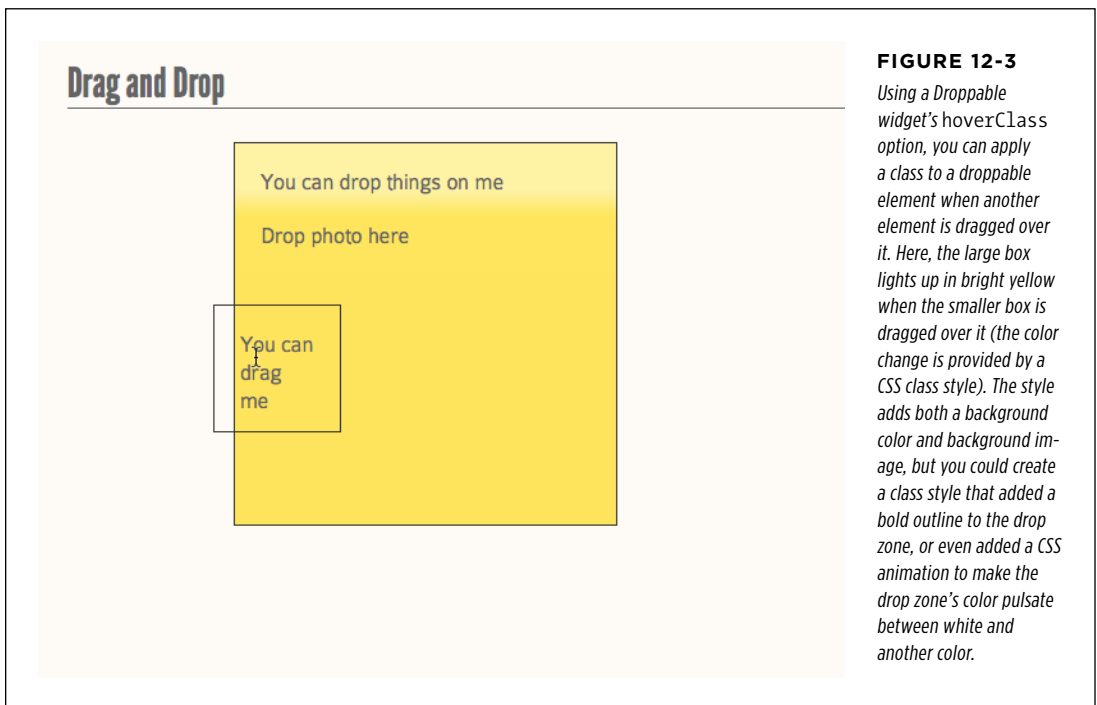 Drag and Drop
You can drop things on me
Drop photo here
You can
drag
me
FIGURE 12-3
Using a Droppable
widget's hoverClass
option, you can apply
a class to a droppable
element when another
element is dragged over
it. Here, the large box
lights up in bright yellow
when the smaller box is
dragged over it (the color
change is provided by a
CSS class style). The style
adds both a background
color and background im-
age, but you could create
a class style that added a
bold outline to the drop
zone, or even added a CSS
animation to make the
drop zone's color pulsate
between white and
another color.